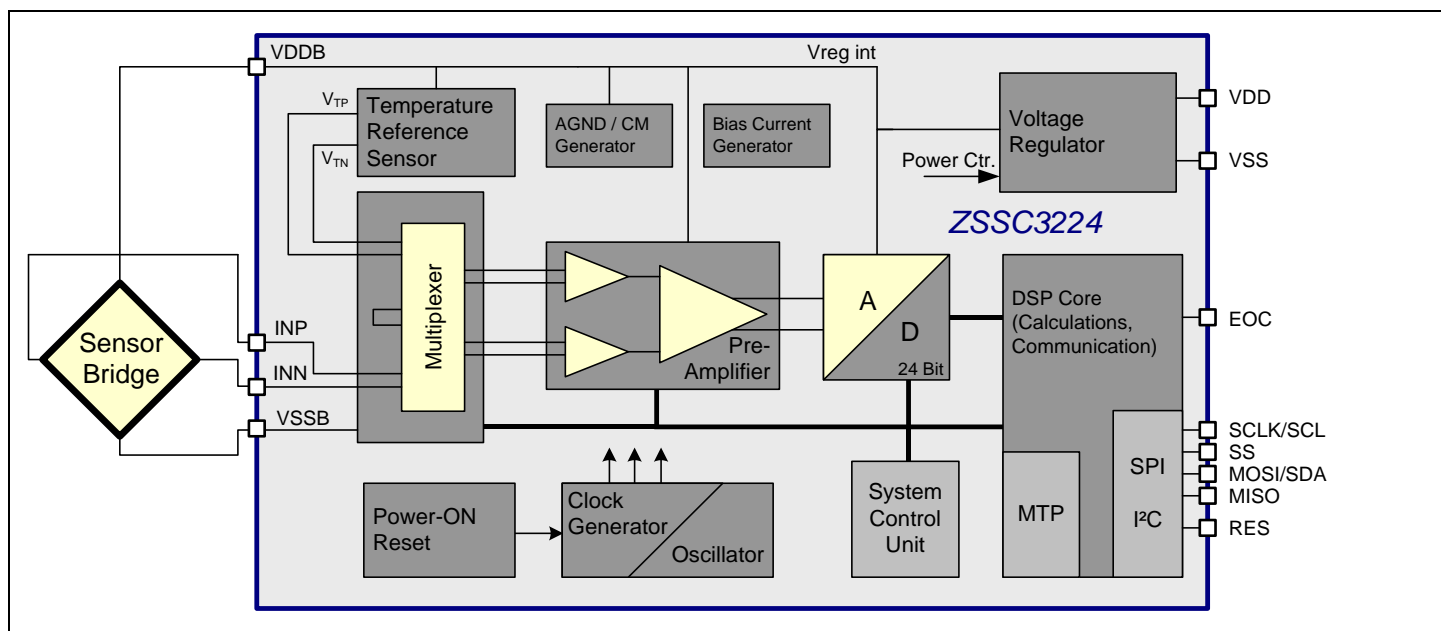 VDDB
Vreg int
VTP
Temperature
Reference
Sensor
VTN
AGND / CM
Generator
Bias Current
Generator
Voltage
Regulator
Power Ctr.
VDD
VSS
ZSSC3224
Multiplexer
Pre-
Amplifier
A
D
24 Bit
DSP Core
(Calculations,
Communication)
EOC
Sensor
Bridge
INP
INN
VSSB
Power-ON
Reset
Clock
Generator
Oscillator
System
Control
Unit
MTP
SPI
I²C
SCLK/SCL
SS
MOSI/SDA
MISO
RES